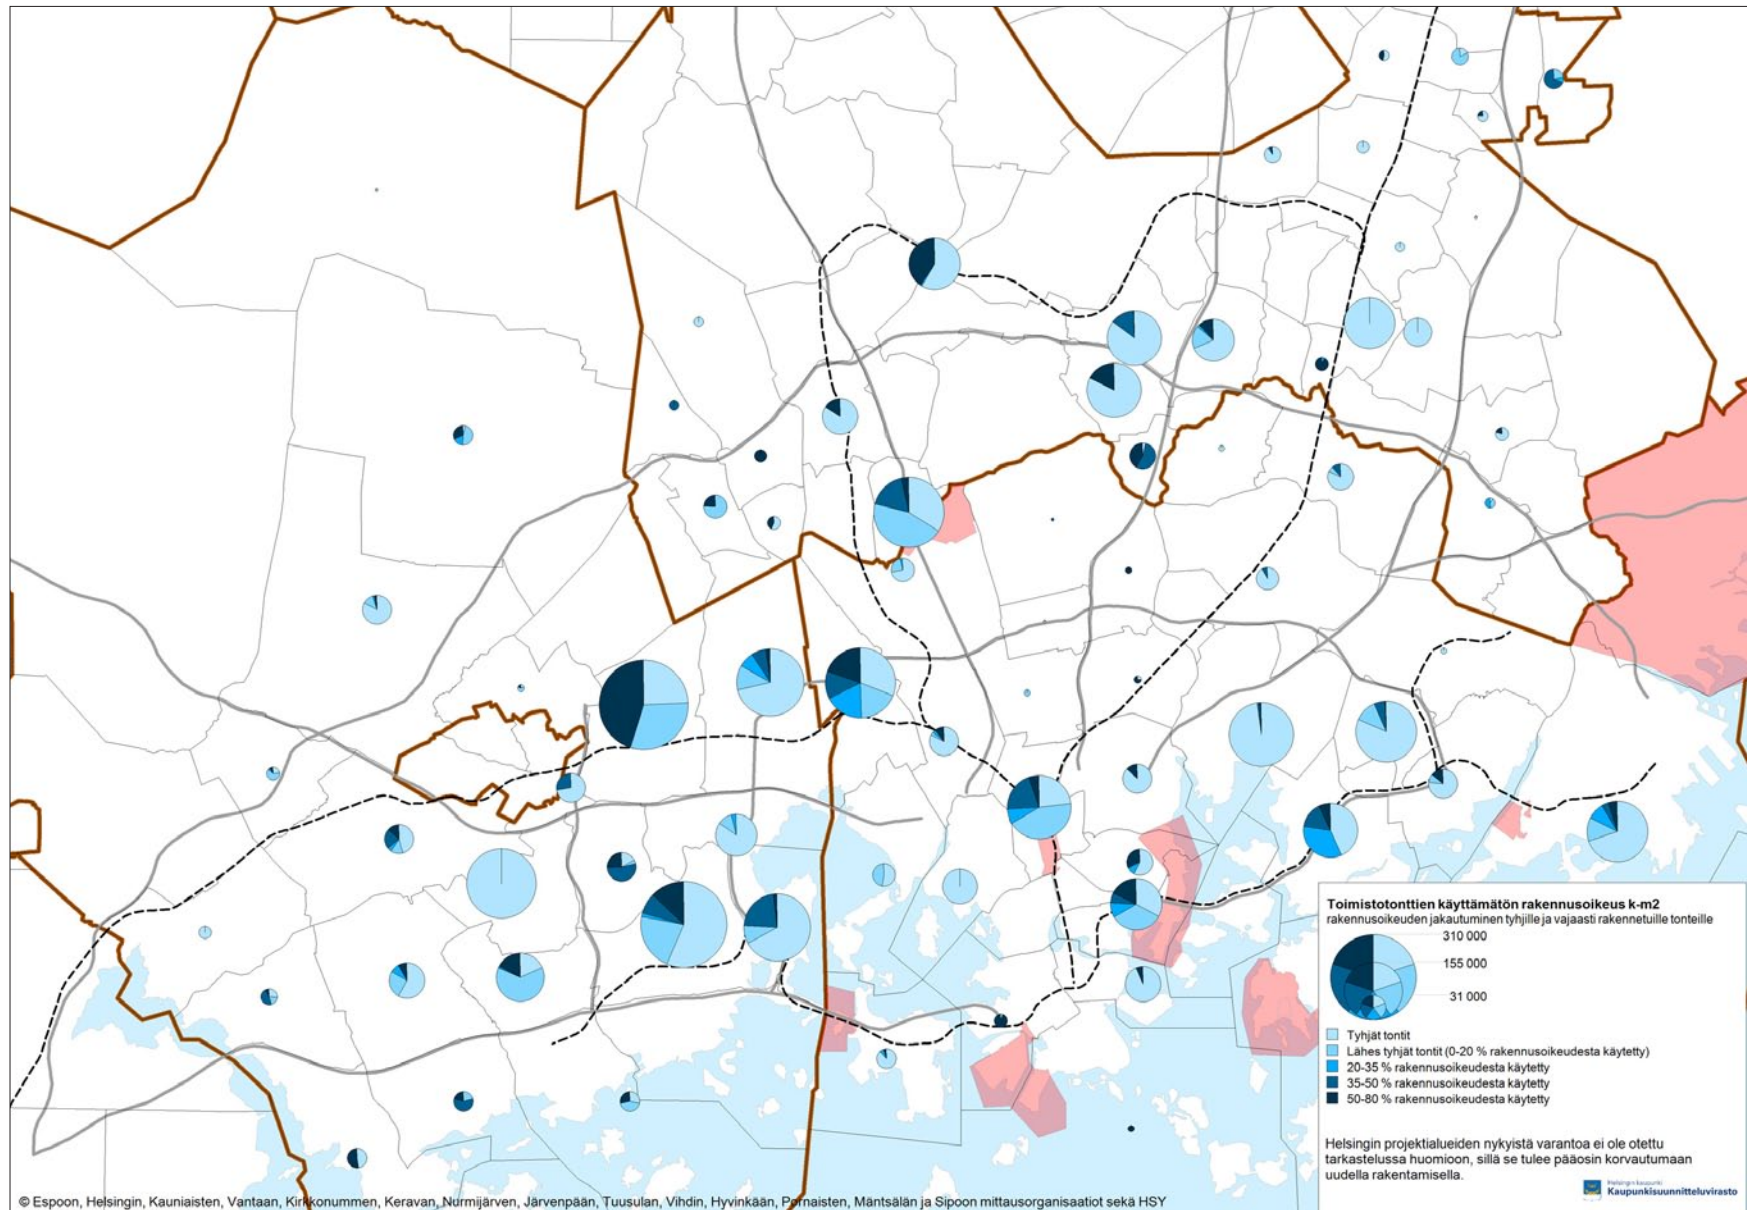 Toimistotonttien käyttämätön rakennusoikeus k-m2
rakennusoikeuden jakautuminen tyhjille ja vajaasti rakennetuille tonteille
310 000
155 000
31 000
Tyhjät tontit
Lähes tyhjät tontit (0-20 % rakennusoikeudesta käytetty)
20-35 % rakennusoikeudesta käytetty
35-50 % rakennusoikeudesta käytetty
50-80 % rakennusoikeudesta käytetty
Helsingin projektialueiden nykyistä varantoa ei ole otettu
tarkastelussa huomioon, sillä se tulee pääosin korvautumaan
uudella rakentamisella.
Helsingin kaupunki
Kaupunkisuunnitteluvirasto
© Espoon, Helsingin, Kauniaisten, Vantaan, Kirkkonummen, Keravan, Nurmijärven, Järvenpään, Tuusulan, Vihdin, Hyvinkään, Pornaisten, Mäntsälän ja Sipoon mittausorganisaatiot sekä HSY